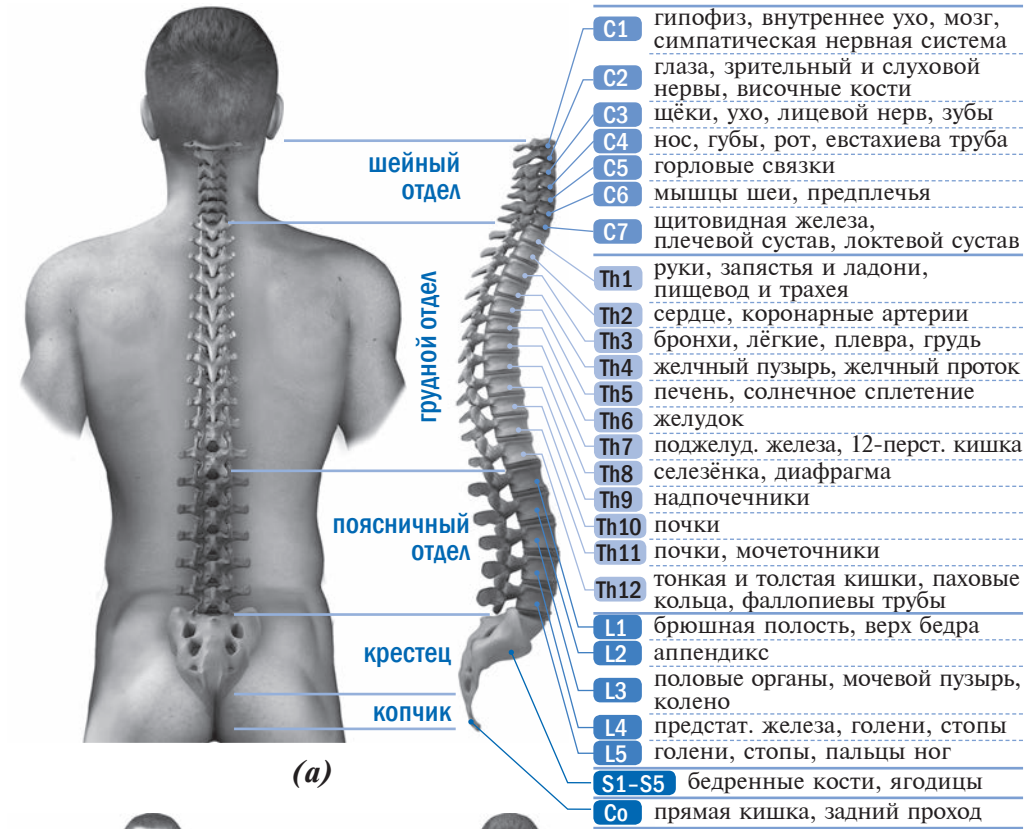 C1 гипофиз, внутреннее ухо, мозг,
симпатическая нервная система
C2 глаза, зрительный и слуховой
нервы, височные кости
C3 щёки, ухо, лицевой нерв, зубы
C4 нос, губы, рот, евстахиева труба
C5 горловые связки
C6 мышцы шеи, предплечья
C7 щитовидная железа,
плечевой сустав, локтевой сустав
Th1 руки, запястья и ладони,
пищевод и трахея
Th2 сердце, коронарные артерии
Th3 бронхи, лёгкие, плевра, грудь
Th4 желчный пузырь, желчный проток
Th5 печень, солнечное сплетение
Th6 желудок
Th7 поджелуд. железа, 12-перст. кишка
Th8 селезёнка, диафрагма
Th9 надпочечники
Th10 почки
Th11 почки, мочеточники
Th12 тонкая и толстая кишки, паховые
кольца, фаллопиевы трубы
L1 брюшная полость, верх бедра
L2 аппендикс
L3 половые органы, мочевой пузырь,
колено
L4 предстат. железа, голени, стопы
L5 голени, стопы, пальцы ног
S1–S5 бедренные кости, ягодицы
Co прямая кишка, задний проход
шейный
отдел
грудной отдел
поясничный
отдел
крестец
копчик
(а)